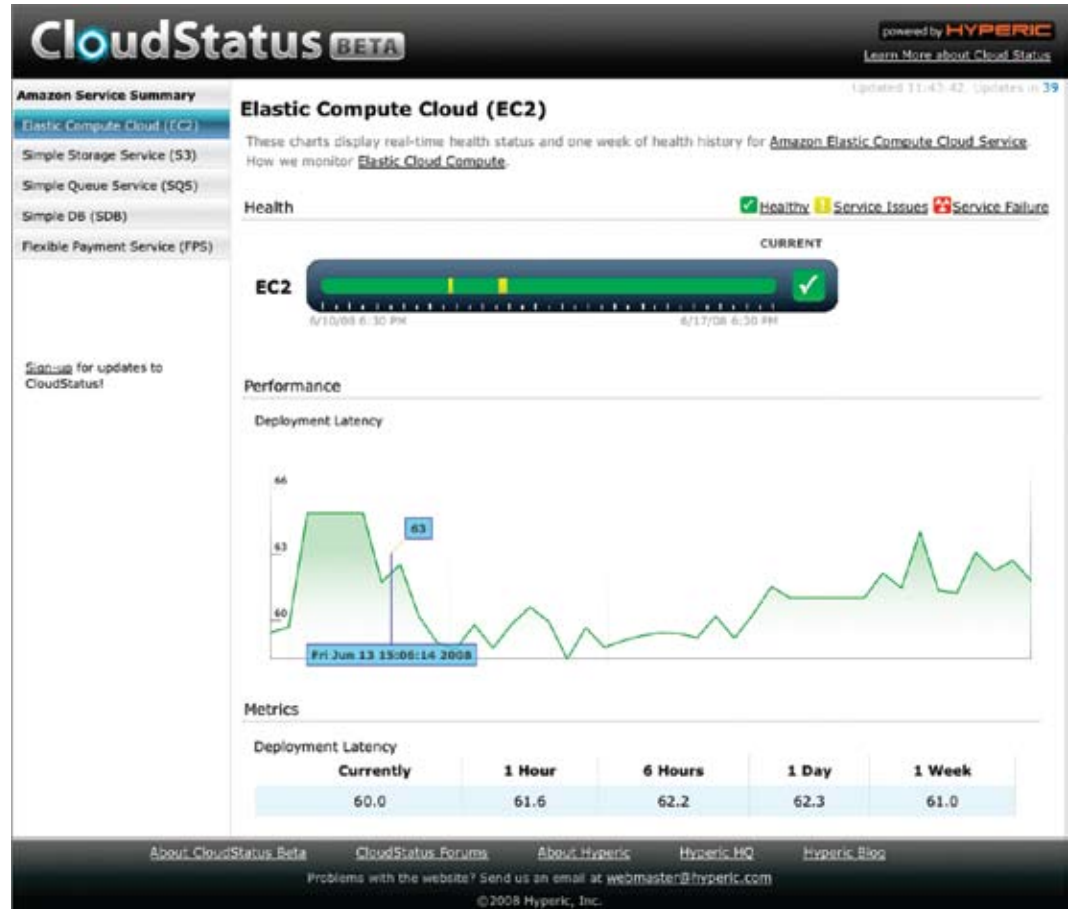 CloudStatus BETA
powered by HYPERIC
Learn More about Cloud Status
Updated 11:43:42. Updates in 39
Amazon Service Summary
Elastic Compute Cloud (EC2)
Simple Storage Service (S3)
Simple Queue Service (SQS)
Simple DB (SDB)
Flexible Payment Service (FPS)
Sign-up for updates to
CloudStatus!
Elastic Compute Cloud (EC2)
These charts display real-time health status and one week of health history for Amazon Elastic Compute Cloud Service.
How we monitor Elastic Cloud Compute.
Health
Healthy Service Issues Service Failure
CURRENT
EC2
6/10/08 6:30 PM 6/17/08 6:30 PM
Performance
Deployment Latency
66
63
63
60
Fri Jun 13 15:06:14 2008
Metrics
Deployment Latency
Currently 1 Hour 6 Hours 1 Day 1 Week
60.0 61.6 62.2 62.3 61.0
About CloudStatus Beta CloudStatus Forums About Hyperic Hyperic HQ Hyperic Blog
Problems with the website? Send us an email at webmaster@hyperic.com
©2008 Hyperic, Inc.